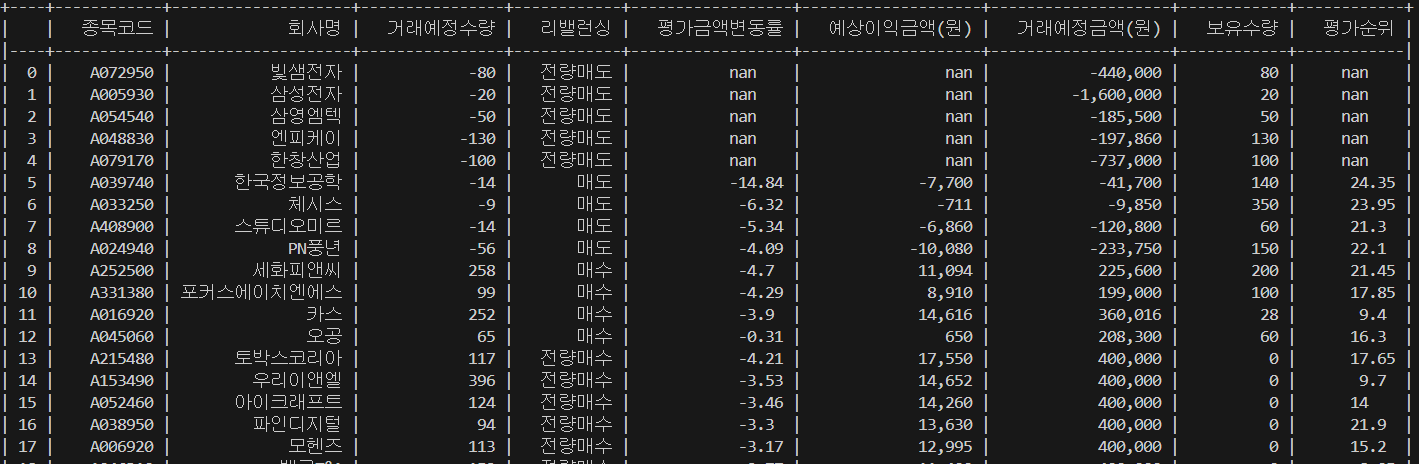 종목코드 회사명 거래예정수량 리밸런싱 평가금액변동률 예상이익금액(원) 거래예정금액(원) 보유수량 평가순위
0 A072950 빛샘전자 -80 전량매도 nan nan -440,000 80 nan
1 A005930 삼성전자 -20 전량매도 nan nan -1,600,000 20 nan
2 A054540 삼영엠텍 -50 전량매도 nan nan -185,500 50 nan
3 A048830 엔피케이 -130 전량매도 nan nan -197,860 130 nan
4 A079170 한창산업 -100 전량매도 nan nan -737,000 100 nan
5 A039740 한국정보공학 -14 매도 -14.84 -7,700 -41,700 140 24.35
6 A033250 체시스 -9 매도 -6.32 -711 -9,850 350 23.95
7 A408900 스튜디오미르 -14 매도 -5.34 -6,860 -120,800 60 21.3
8 A024940 PN풍년 -56 매도 -4.09 -10,080 -233,750 150 22.1
9 A252500 세화피앤씨 258 매수 -4.7 11,094 225,600 200 21.45
10 A331380 포커스에이치엔에스 99 매수 -4.29 8,910 199,000 100 17.85
11 A016920 카스 252 매수 -3.9 14,616 360,016 28 9.4
12 A045060 오공 65 매수 -0.31 650 208,300 60 16.3
13 A215480 토박스코리아 117 전량매수 -4.21 17,550 400,000 0 17.65
14 A153490 우리이앤엘 396 전량매수 -3.53 14,652 400,000 0 9.7
15 A052460 아이크래프트 124 전량매수 -3.46 14,260 400,000 0 14
16 A038950 파인디지털 94 전량매수 -3.3 13,630 400,000 0 21.9
17 A006920 모헨즈 113 전량매수 -3.17 12,995 400,000 0 15.2